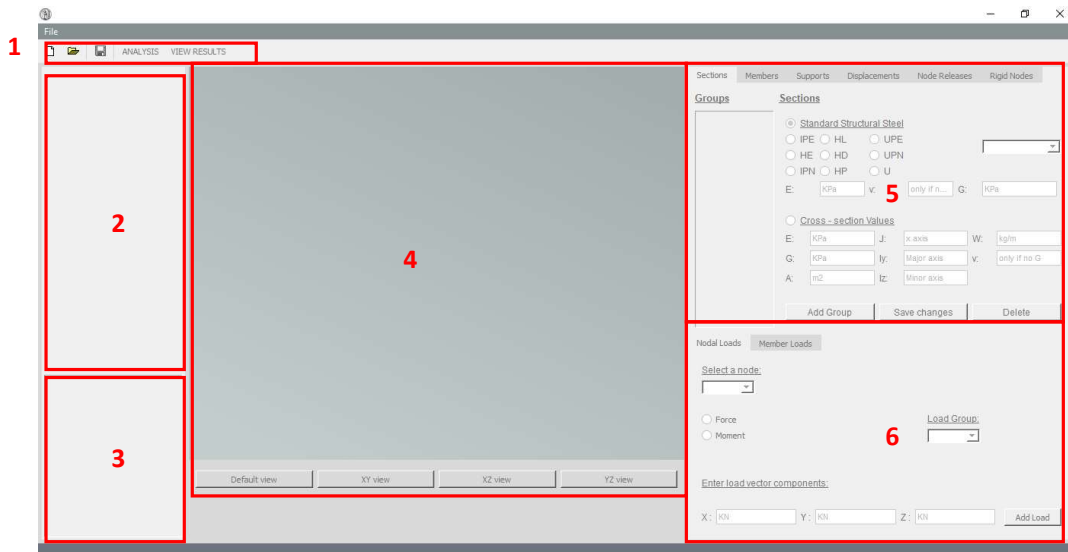 File
1
ANALYSIS VIEW RESULTS
2
3
4
Default view XY view XZ view YZ view
Sections Members Supports Displacements Node Releases Rigid Nodes
Groups Sections
Standard Structural Steel
IPE HL UPE
HE HD UPN
IPN HP U
E: KPa v: only if n... G: KPa
5
Cross - section Values
E: KPa J: x axis W: kg/m
G: KPa Iy: Major axis v: only if no G
A: m2 Iz: Minor axis
Add Group Save changes Delete
Nodal Loads Member Loads
Select a node:
Force Load Group:
Moment
6
Enter load vector components:
X : KN Y : KN Z : KN Add Load